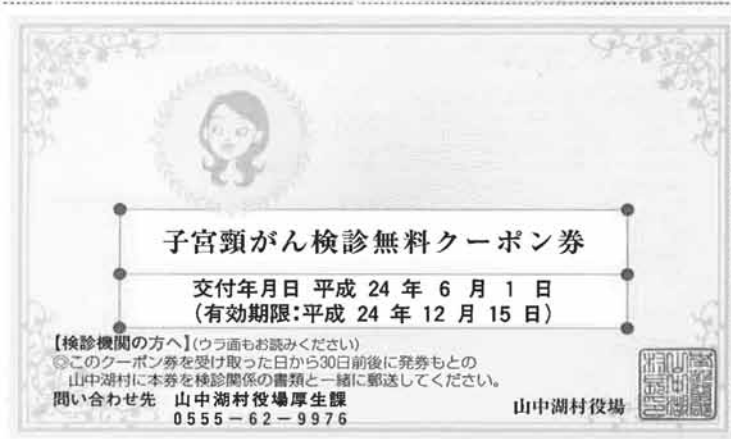 子宮頸がん検診無料クーポン券
交付年月日 平成 24 年 6 月 1 日
(有効期限:平成 24 年 12 月 15 日)
【検診機関の方へ】(ウラ面もお読みください)
◎このクーポン券を受け取った日から30日前後に発券もとの
山中湖村に本券を検診関係の書類と一緒に郵送してください。
問い合わせ先 山中湖村役場厚生課
0555－62－9976
山中湖村役場